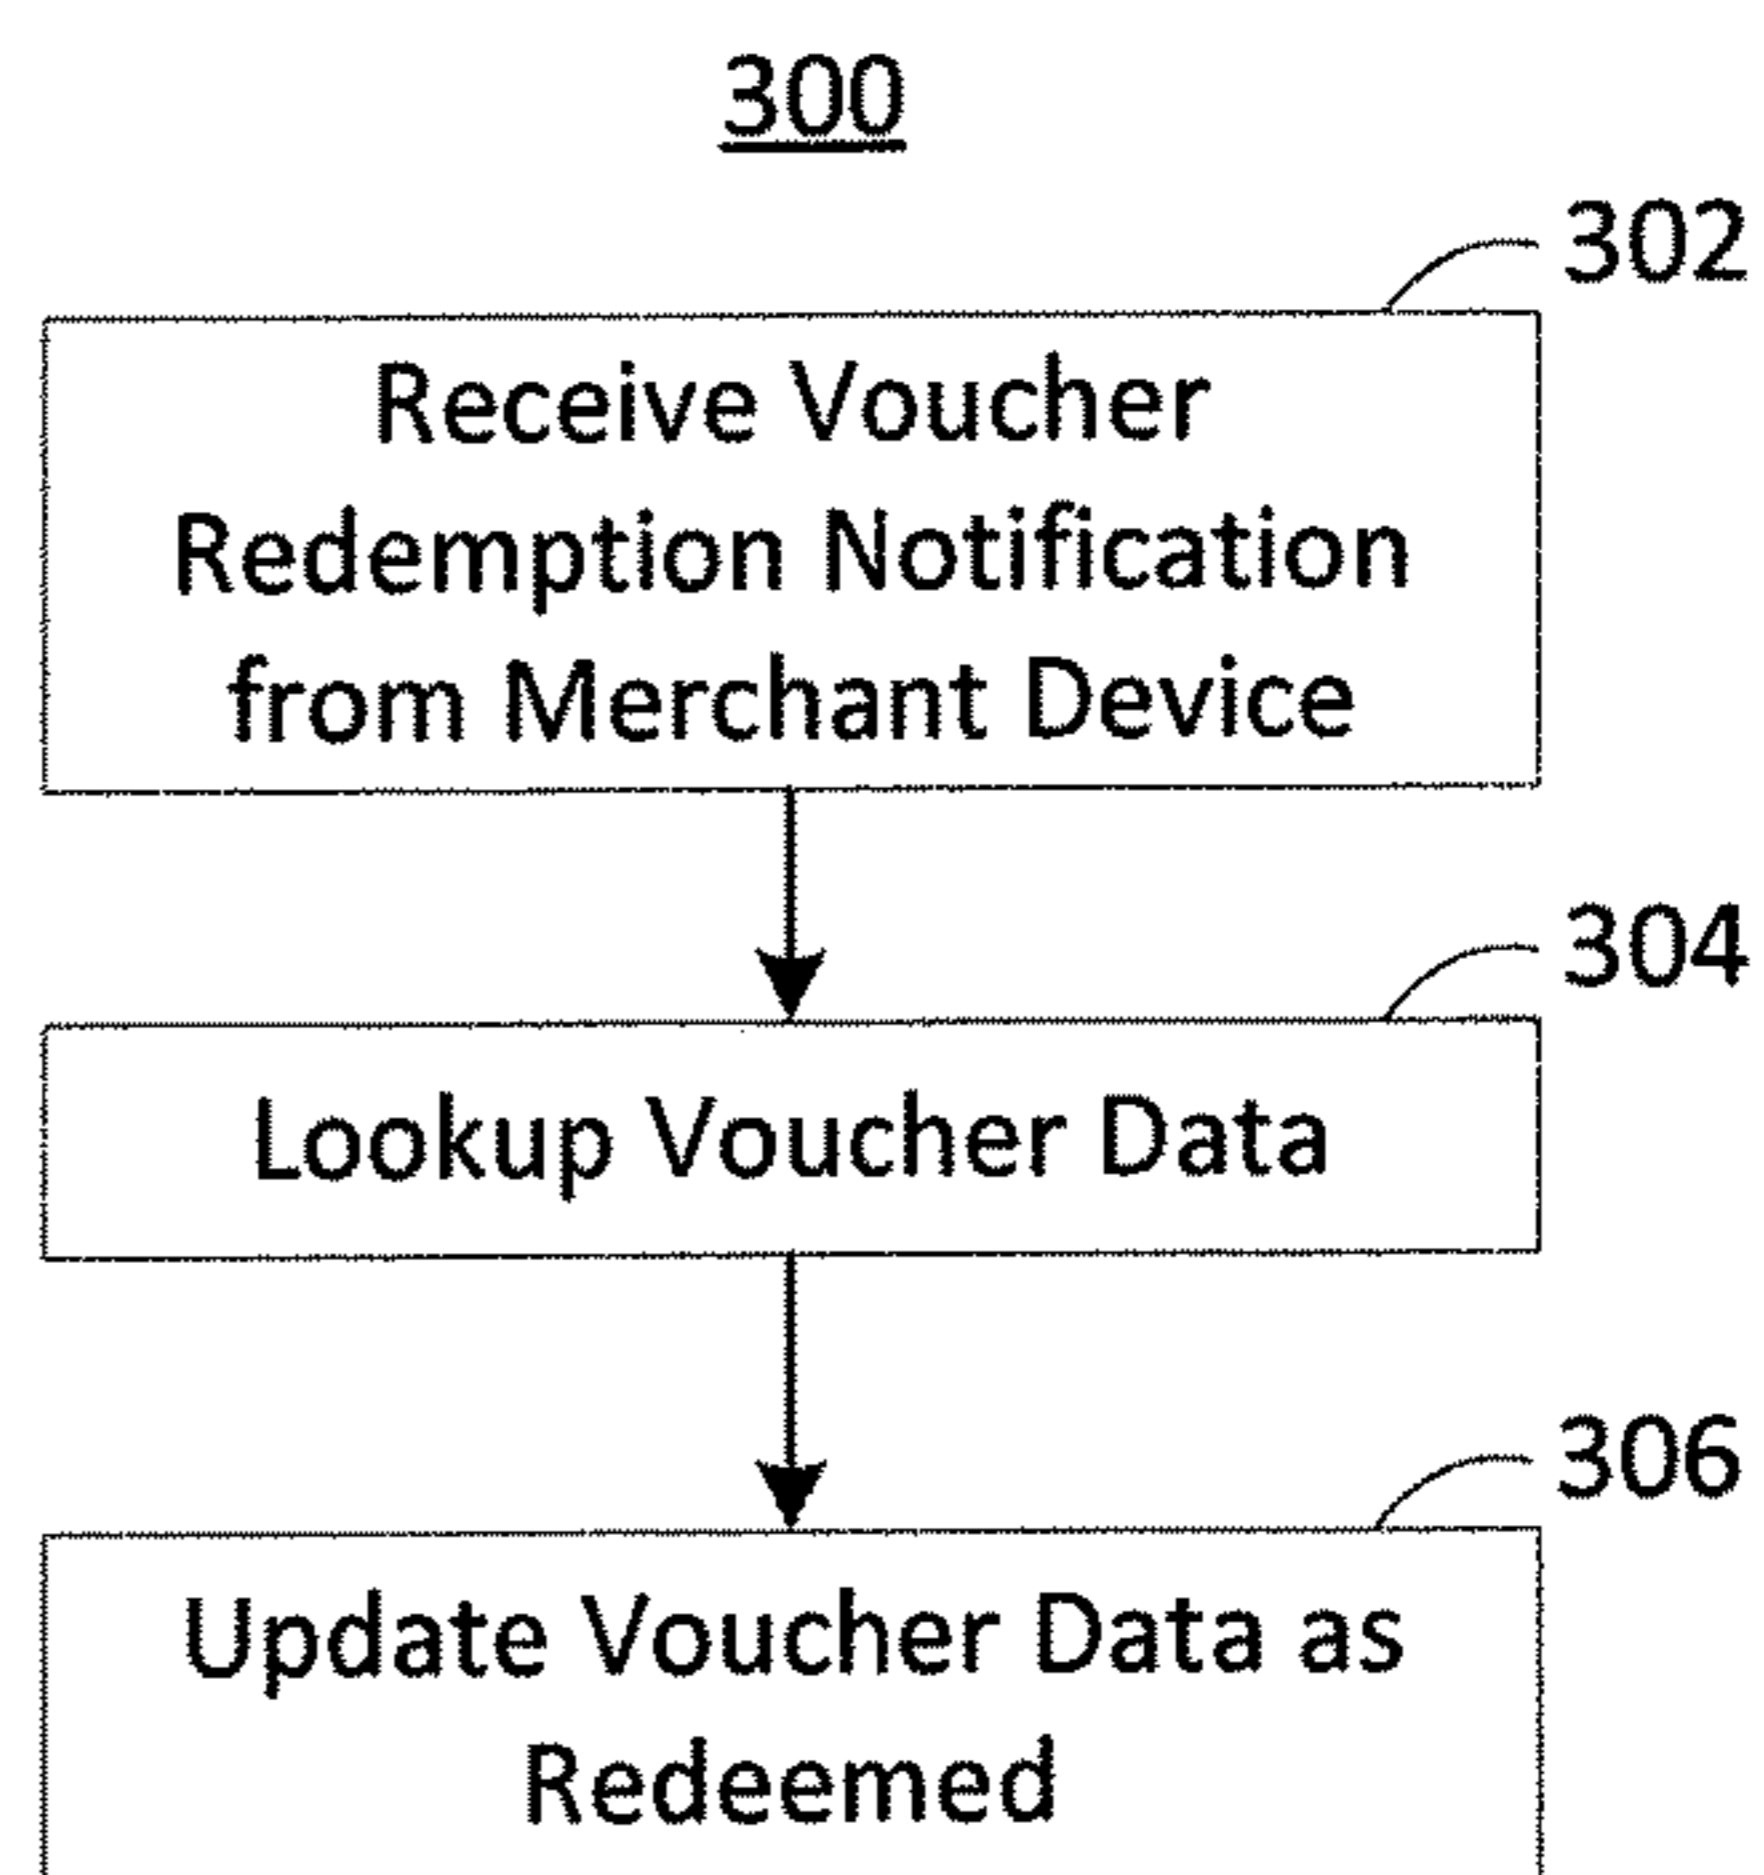 300
302
Receive Voucher
Redemption Notification
from Merchant Device
304
Lookup Voucher Data
306
Update Voucher Data as
Redeemed